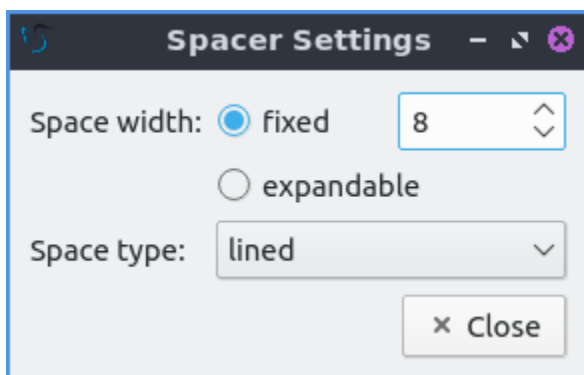 Spacer Settings
Space width: fixed 8
expandable
Space type: lined
Close